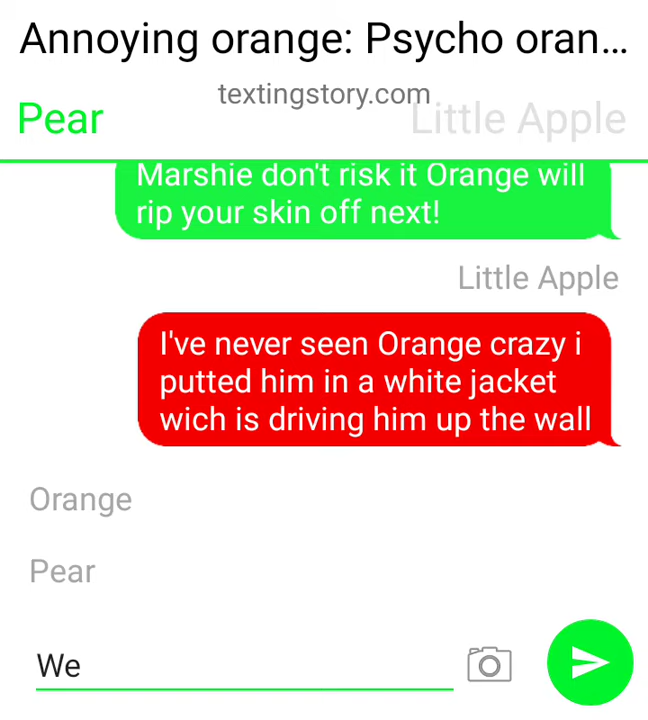 Annoying orange: Psycho oran...
textingstory.com
Pear
Little Apple
Marshie don't risk it Orange will
rip your skin off next!
Little Apple
I've never seen Orange crazy i
putted him in a white jacket
wich is driving him up the wall
Orange
Pear
We